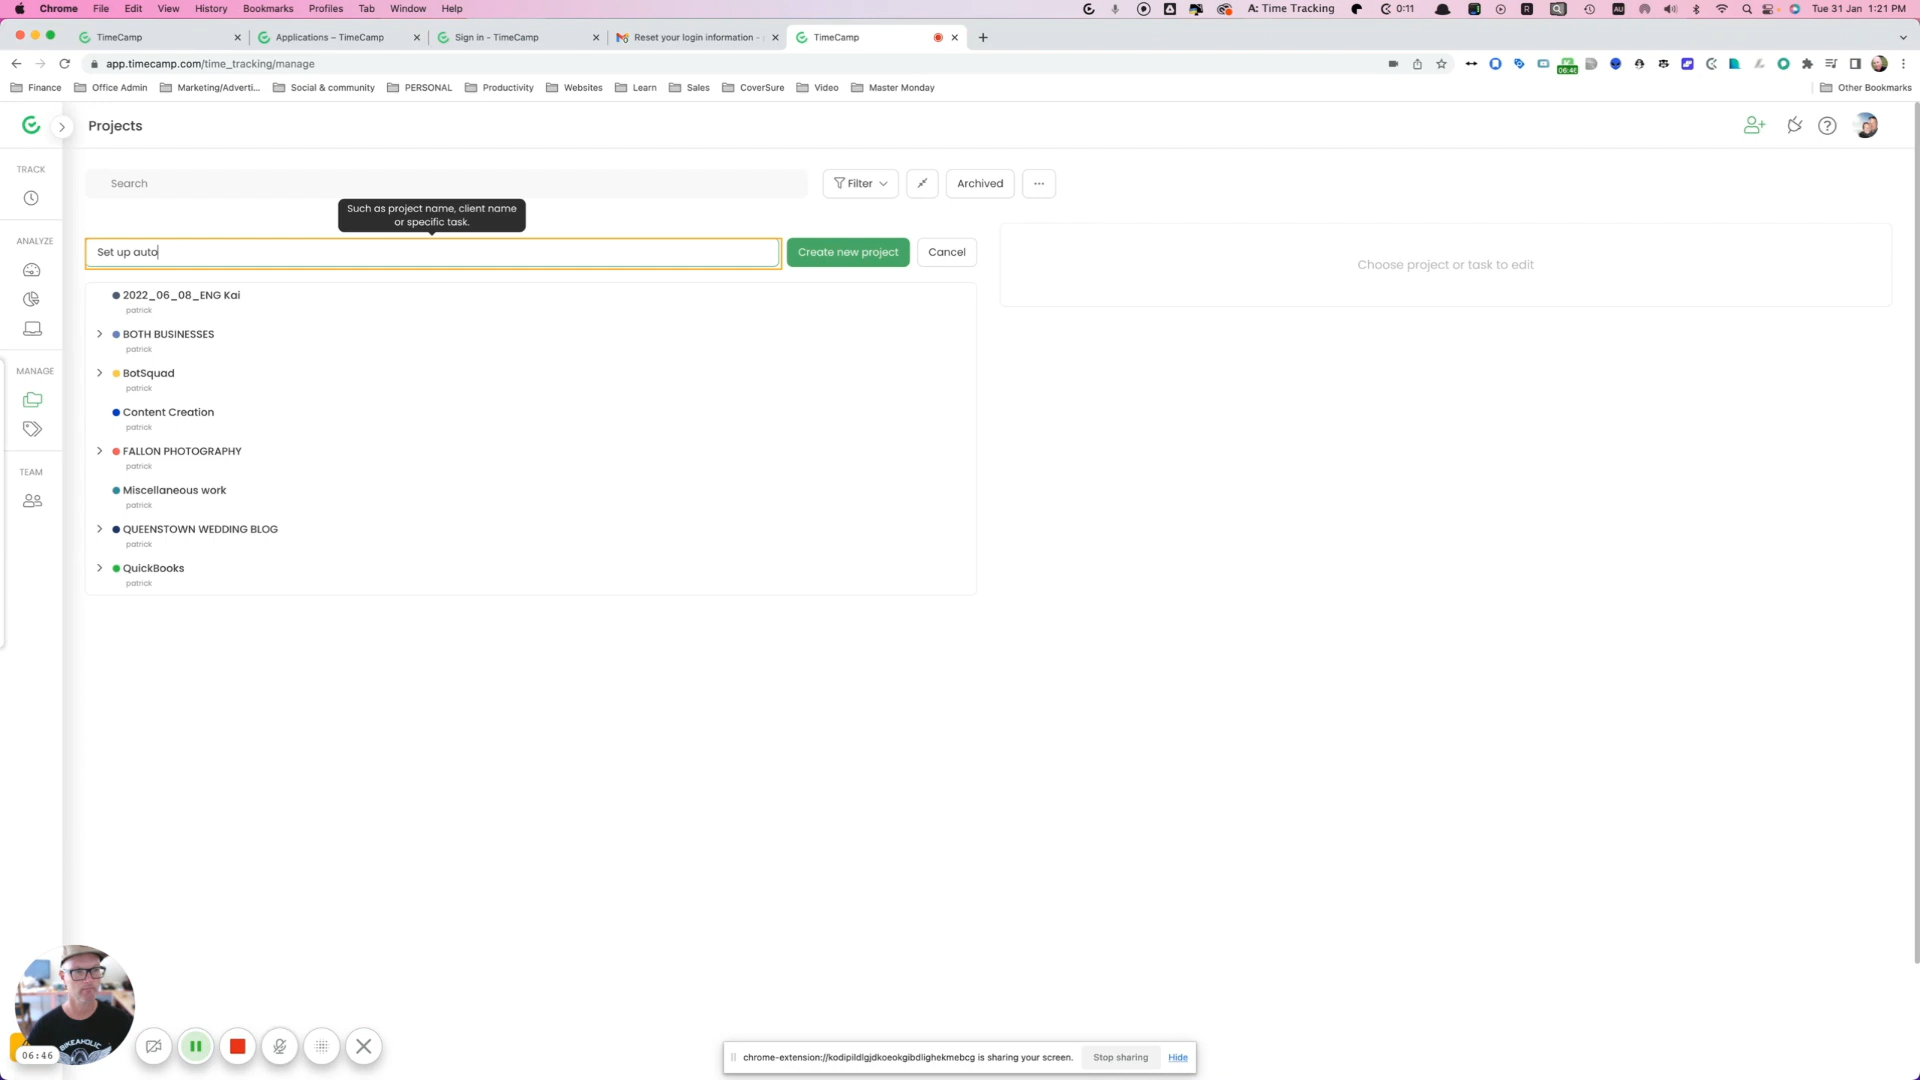 Chrome File Edit View History Bookmarks Profiles Tab Window Help
A: Time Tracking
0:11
Tue 31 Jan 1:21 PM
TimeCamp
Applications – TimeCamp
Sign in - TimeCamp
Reset your login information -
TimeCamp
app.timecamp.com/time_tracking/manage
06:46
Finance Office Admin Marketing/Adverti... Social & community PERSONAL Productivity Websites Learn Sales CoverSure Video Master Monday Other Bookmarks
Projects
TRACK
ANALYZE
MANAGE
TEAM
Search
Filter
Archived
...
Such as project name, client name
or specific task.
Set up auto
Create new project
Cancel
Choose project or task to edit
2022_06_08_ENG Kai
patrick
BOTH BUSINESSES
patrick
BotSquad
patrick
Content Creation
patrick
FALLON PHOTOGRAPHY
patrick
Miscellaneous work
patrick
QUEENSTOWN WEDDING BLOG
patrick
QuickBooks
patrick
06:46
chrome-extension://kodipildlgjdkoeokgibdlighekmebcg is sharing your screen.
Stop sharing
Hide